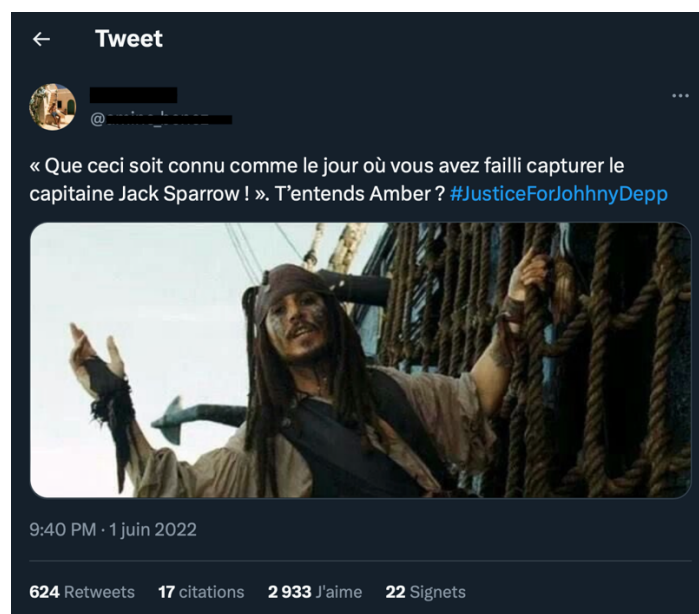 Tweet
« Que ceci soit connu comme le jour où vous avez failli capturer le
capitaine Jack Sparrow ! ». T’entends Amber ? #JusticeForJohhnyDepp
9:40 PM · 1 juin 2022
624 Retweets 17 citations 2 933 J'aime 22 Signets